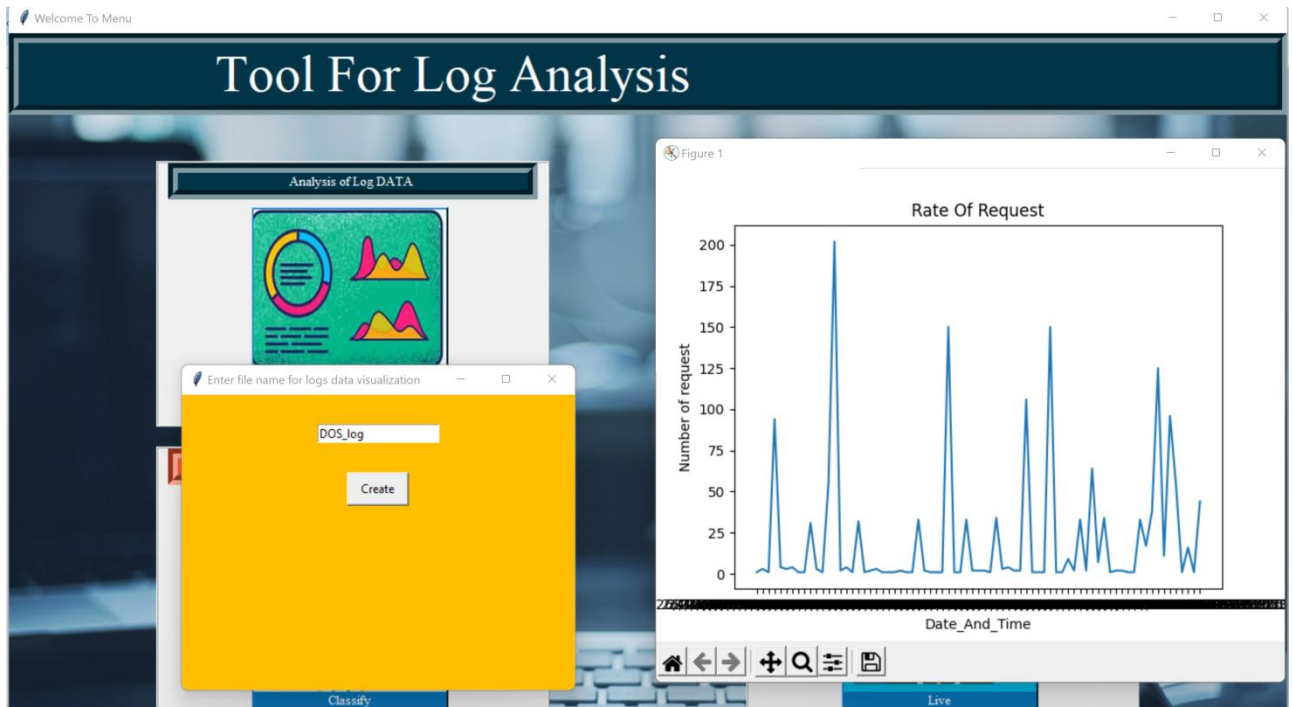 Welcome To Menu
Tool For Log Analysis
Analysis of Log DATA
Enter file name for logs data visualization
DOS_log
Create
Classify
Figure 1
Rate Of Request
200
175
150
125
100
75
50
25
0
Number of request
Date_And_Time
Live